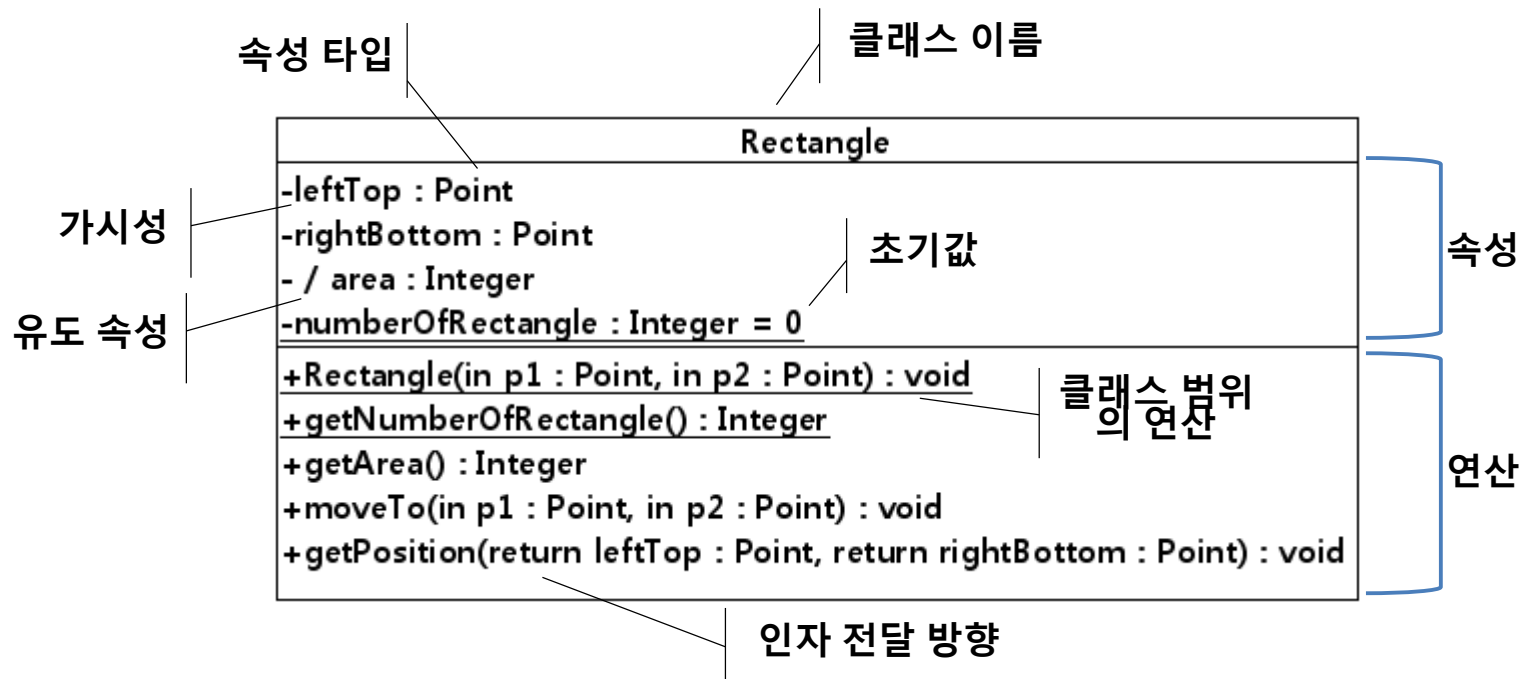 속성 타입
클래스 이름
Rectangle
-leftTop : Point
가시성
-rightBottom : Point
초기값
속성
- / area : Integer
유도 속성
-numberOfRectangle : Integer = 0
+Rectangle(in p1 : Point, in p2 : Point) : void
클래스 범위
의 연산
+getNumberOfRectangle() : Integer
+getArea() : Integer
연산
+moveTo(in p1 : Point, in p2 : Point) : void
+getPosition(return leftTop : Point, return rightBottom : Point) : void
인자 전달 방향